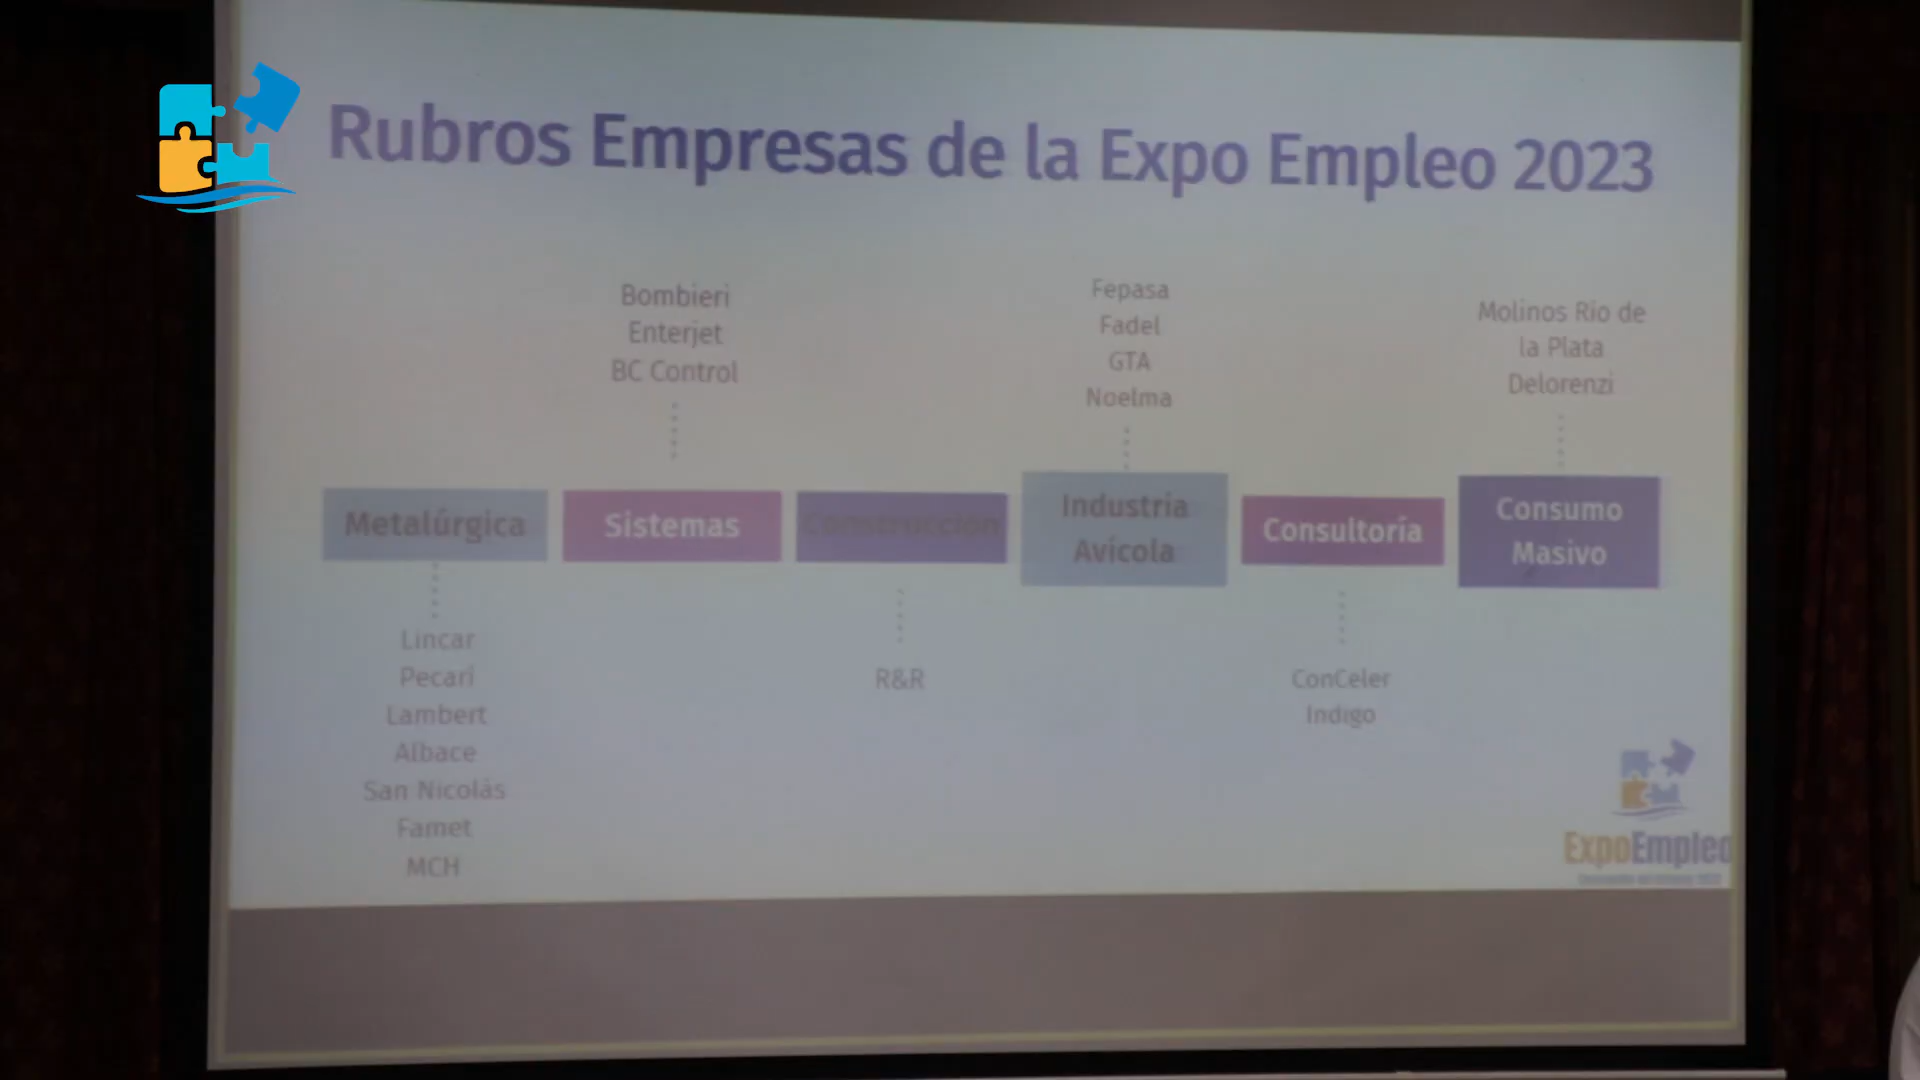 Rubros Empresas de la Expo Empleo 2023
Bombieri
Enterjet
BC Control
Fepasa
Fadel
GTA
Noelma
Molinos Río de
la Plata
Delorenzi
Metalúrgica
Sistemas
Construcción
Industria
Avícola
Consultoría
Consumo
Masivo
Lincar
Pecarí
Lambert
Albace
San Nicolás
Famet
MCH
R&R
ConCeler
Indigo
ExpoEmpleo